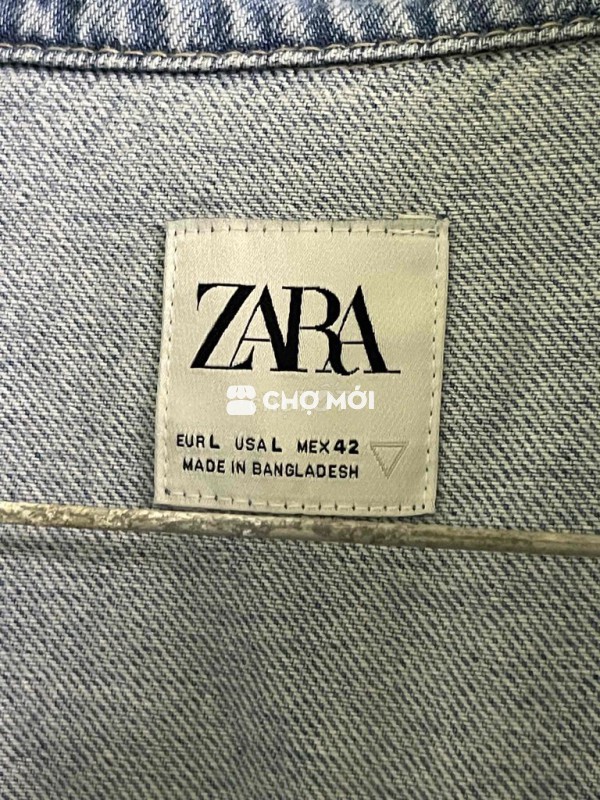 ZARA
CHỢ MỚI
EUR L USA L MEX 42
MADE IN BANGLADESH